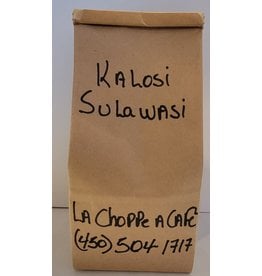 KALOSI
SULAWASI
LA CHOPPE A CAFE
(450) 504 1717